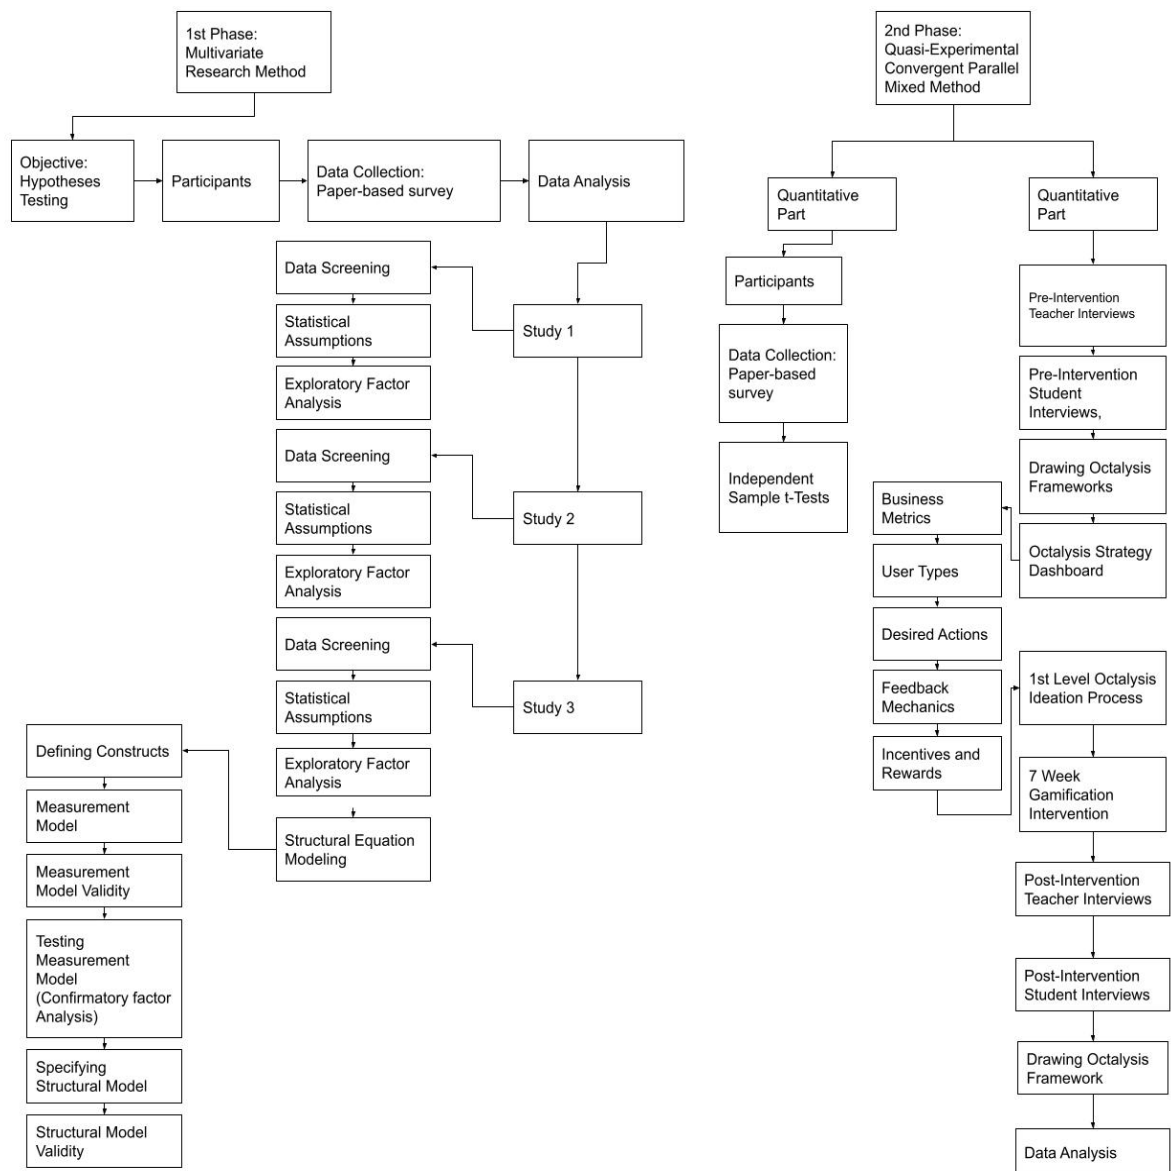 1st Phase:
Multivariate
Research Method
Objective:
Hypotheses
Testing
Participants
Data Collection:
Paper-based survey
Data Analysis
Data Screening
Statistical
Assumptions
Exploratory Factor
Analysis
Study 1
Data Screening
Statistical
Assumptions
Exploratory Factor
Analysis
Study 2
Data Screening
Statistical
Assumptions
Exploratory Factor
Analysis
Study 3
Structural Equation
Modeling
Defining Constructs
Measurement
Model
Measurement
Model Validity
Testing
Measurement
Model
(Confirmatory factor
Analysis)
Specifying
Structural Model
Structural Model
Validity
2nd Phase:
Quasi-Experimental
Convergent Parallel
Mixed Method
Quantitative
Part
Participants
Data Collection:
Paper-based
survey
Independent
Sample t-Tests
Quantitative
Part
Pre-Intervention
Teacher Interviews
Pre-Intervention
Student
Interviews,
Drawing Octalysis
Frameworks
Octalysis Strategy
Dashboard
Business
Metrics
User Types
Desired Actions
Feedback
Mechanics
Incentives and
Rewards
1st Level Octalysis
Ideation Process
7 Week
Gamification
Intervention
Post-Intervention
Teacher Interviews
Post-Intervention
Student Interviews
Drawing Octalysis
Framework
Data Analysis